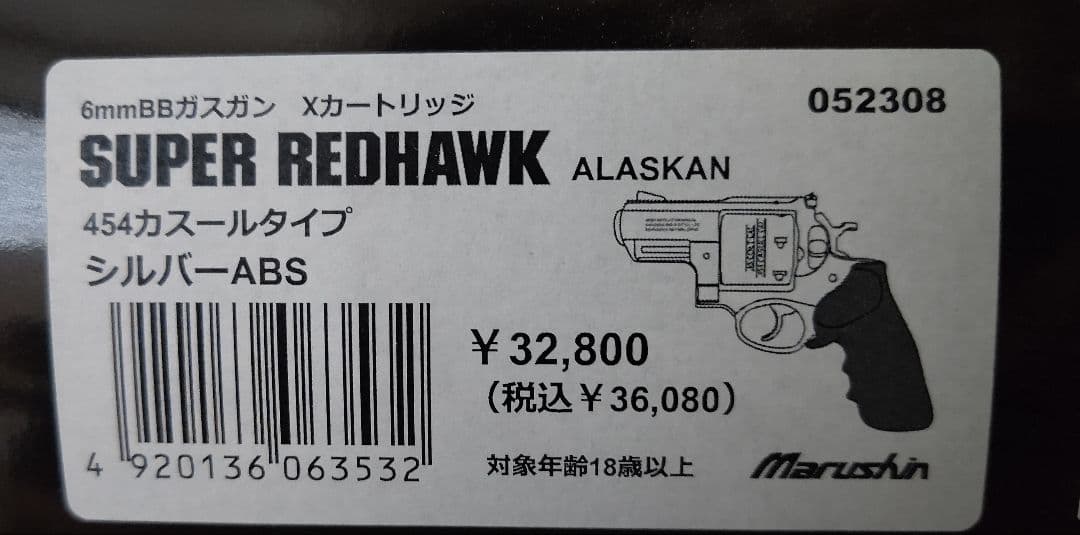 6mmBBガスガン Xカートリッジ
052308
SUPER REDHAWK ALASKAN
454カスールタイプ
シルバーABS
¥32,800
(税込¥36,080)
4 920136 063532
対象年齢18歳以上
Marushin